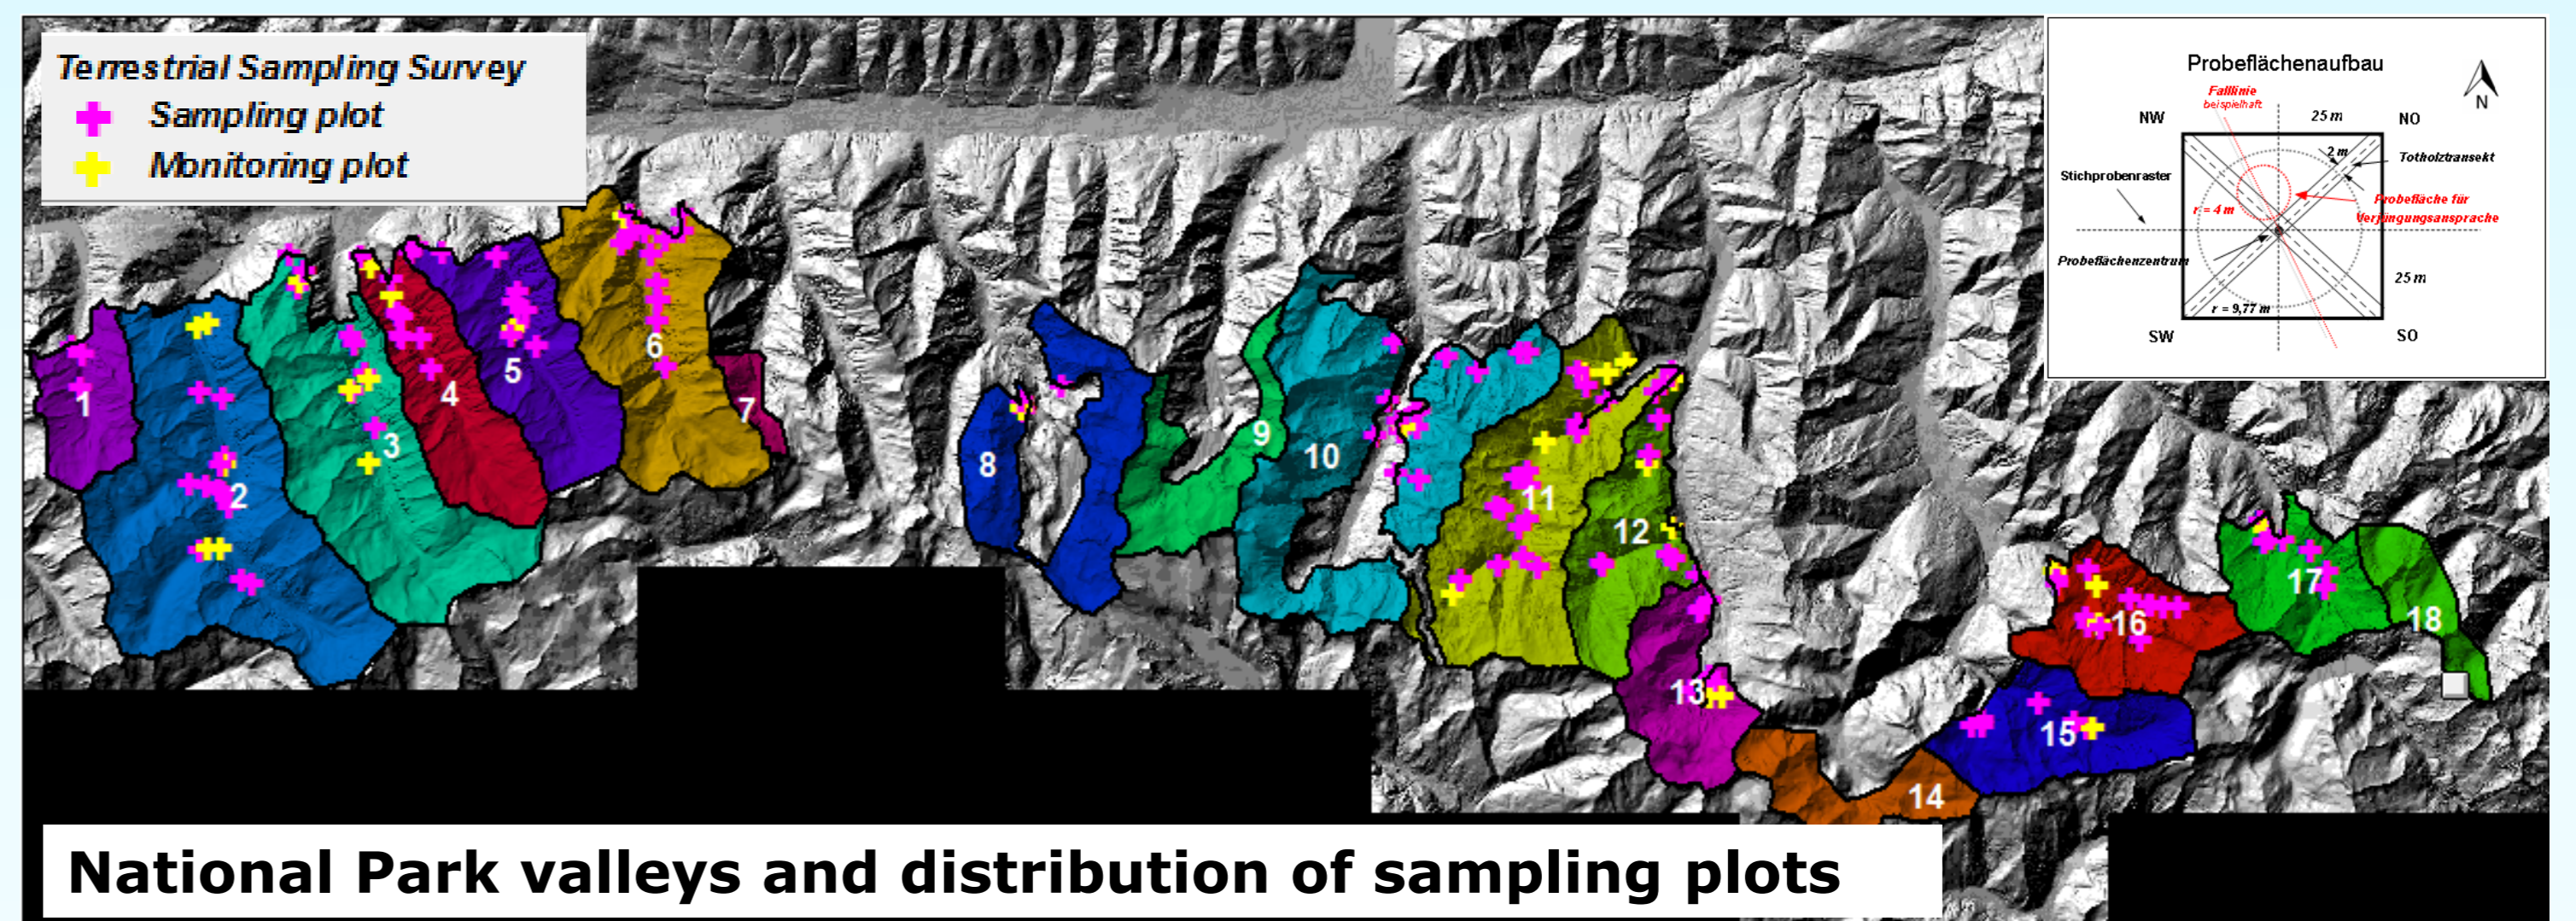 Terrestrial Sampling Survey
Sampling plot
Monitoring plot
Probeflächenaufbau
Falllinie
beispielhaft
N
NW
25 m
NO
2 m
Totholztransekt
Stichprobenraster
r = 4 m
Probefläche für
Verjüngungsansprache
Probeflächenzentrum
25 m
r = 9,77 m
SW
SO
1
2
3
4
5
6
7
8
9
10
11
12
13
14
15
16
17
18
National Park valleys and distribution of sampling plots